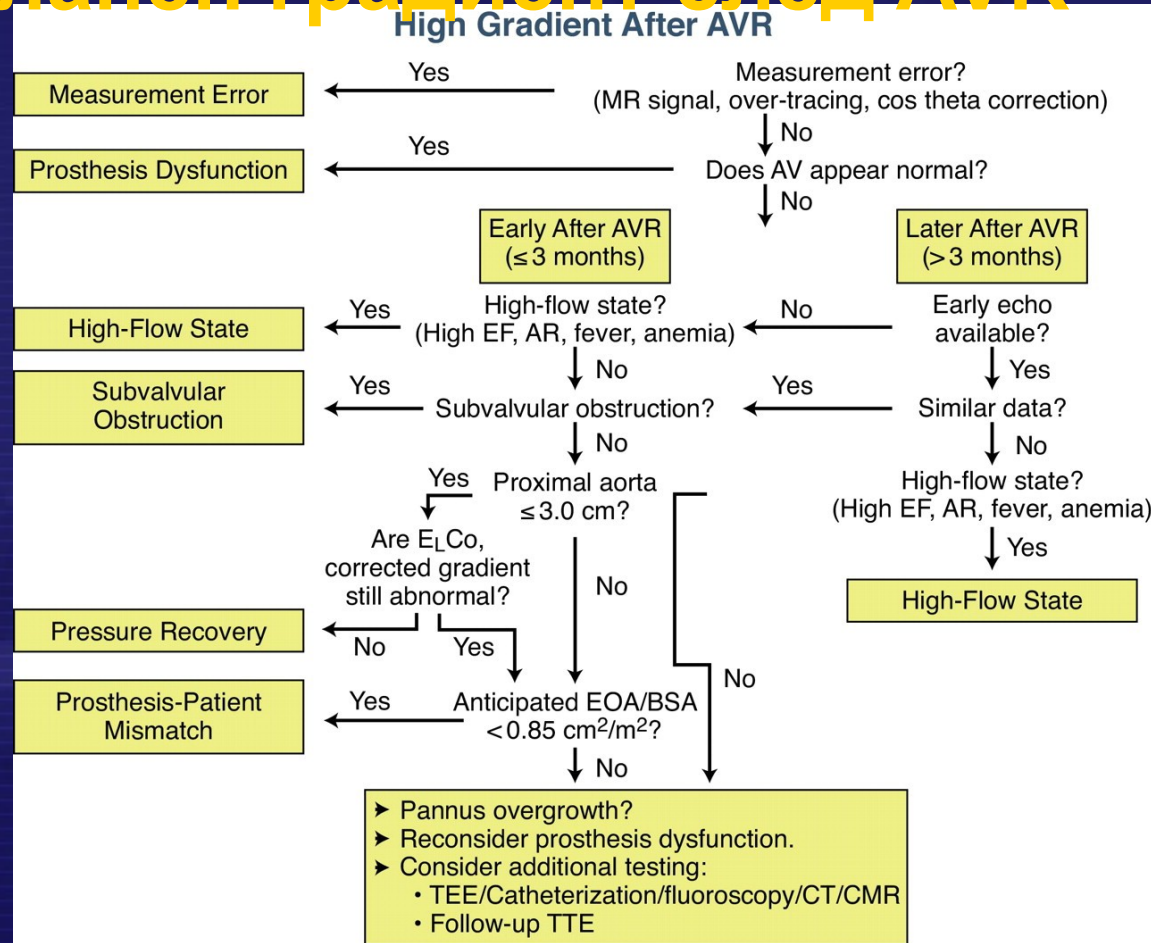 градиент след AVR
High Gradient After AVR
Yes
Measurement error?
Measurement Error
(MR signal, over-tracing, cos theta correction)
No
Yes
Prosthesis Dysfunction
Does AV appear normal?
No
Early After AVR
(≤ 3 months)
Later After AVR
(> 3 months)
High-flow state?
(High EF, AR, fever, anemia)
Yes
High-Flow State
No
Early echo
available?
No
Yes
Subvalvular
Obstruction
Yes
Subvalvular obstruction?
Yes
Similar data?
No
No
Yes
Proximal aorta
≤ 3.0 cm?
High-flow state?
(High EF, AR, fever, anemia)
Yes
High-Flow State
Are ELCo,
corrected gradient
still abnormal?
No
Pressure Recovery
No
Yes
No
Prosthesis-Patient
Mismatch
Yes
Anticipated EOA/BSA
< 0.85 cm²/m²?
No
➤ Pannus overgrowth?
➤ Reconsider prosthesis dysfunction.
➤ Consider additional testing:
• TEE/Catheterization/fluoroscopy/CT/CMR
• Follow-up TTE